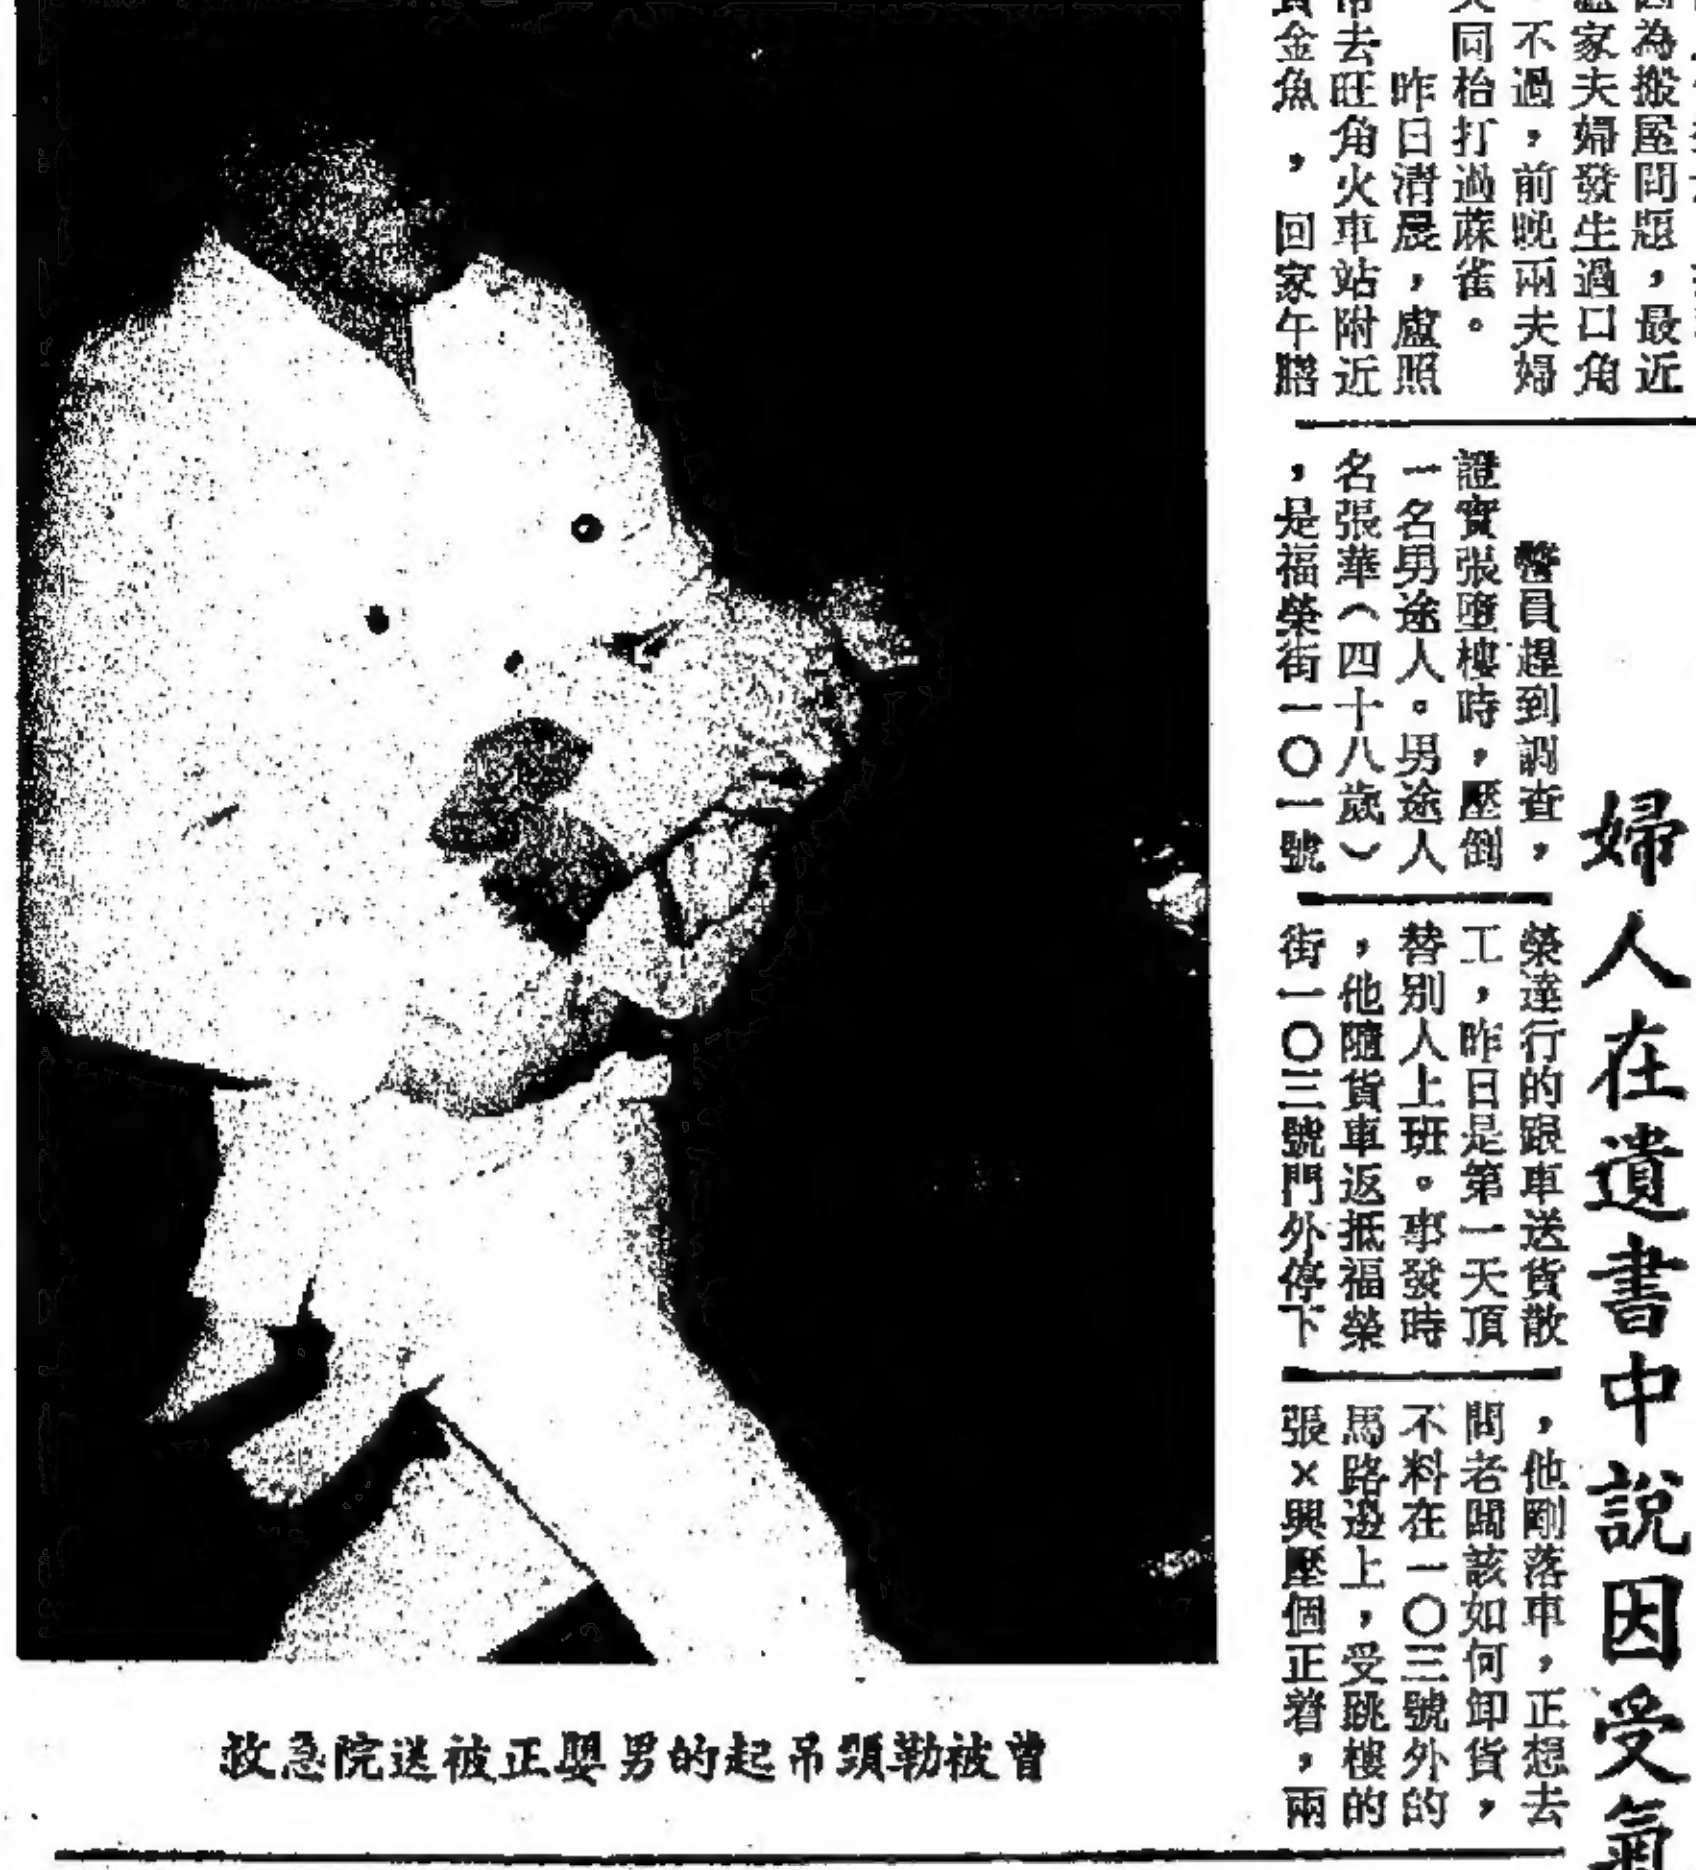 婦人在遺書中說因受氣
為搬屋問題，最近
家夫婦發生過口角
不過，前晚兩夫婦
同枱打過蔴雀。
昨日清晨，盧照
去旺角火車站附近
金魚，回家午膳
警員趕到調查，
證實張墮樓時，壓倒
一名男途人。男途人
名張華（四十八歲）
，是福榮街一〇一號
榮達行的跟車送貨散
工，昨日是第一天頂
替別人上班。事發時
，他隨貨車返抵福榮
街一〇三號門外停下
，他剛落車，正想去
問老闆該如何卸貨，
不料在一〇三號外的
馬路邊上，受跳樓的
張×興壓個正着，兩
曾被勒頸吊起的男嬰正被送院急救